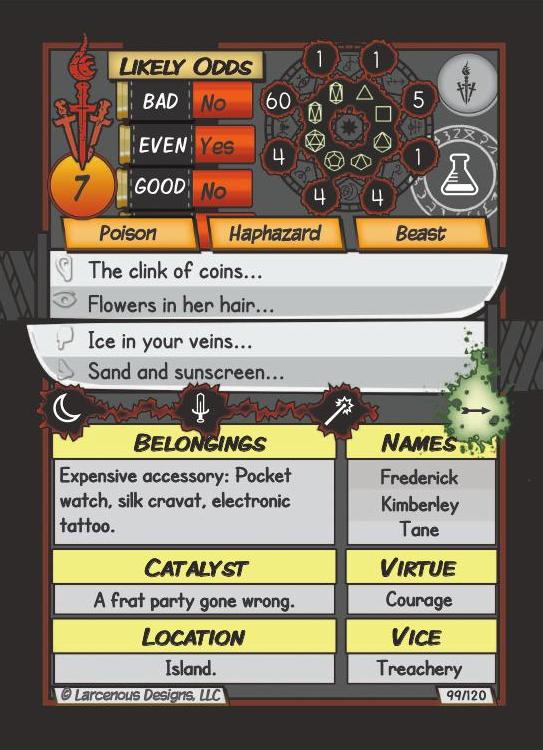 LIKELY ODDS
BAD No
EVEN Yes
GOOD No
7
1 1
60 5
4 1
4 4
Poison Haphazard Beast
The clink of coins...
Flowers in her hair...
Ice in your veins...
Sand and sunscreen...
BELONGINGS
Expensive accessory: Pocket
watch, silk cravat, electronic
tattoo.
NAMES
Frederick
Kimberley
Tane
CATALYST
A frat party gone wrong.
VIRTUE
Courage
LOCATION
Island.
VICE
Treachery
© Larcenous Designs, LLC
99/120